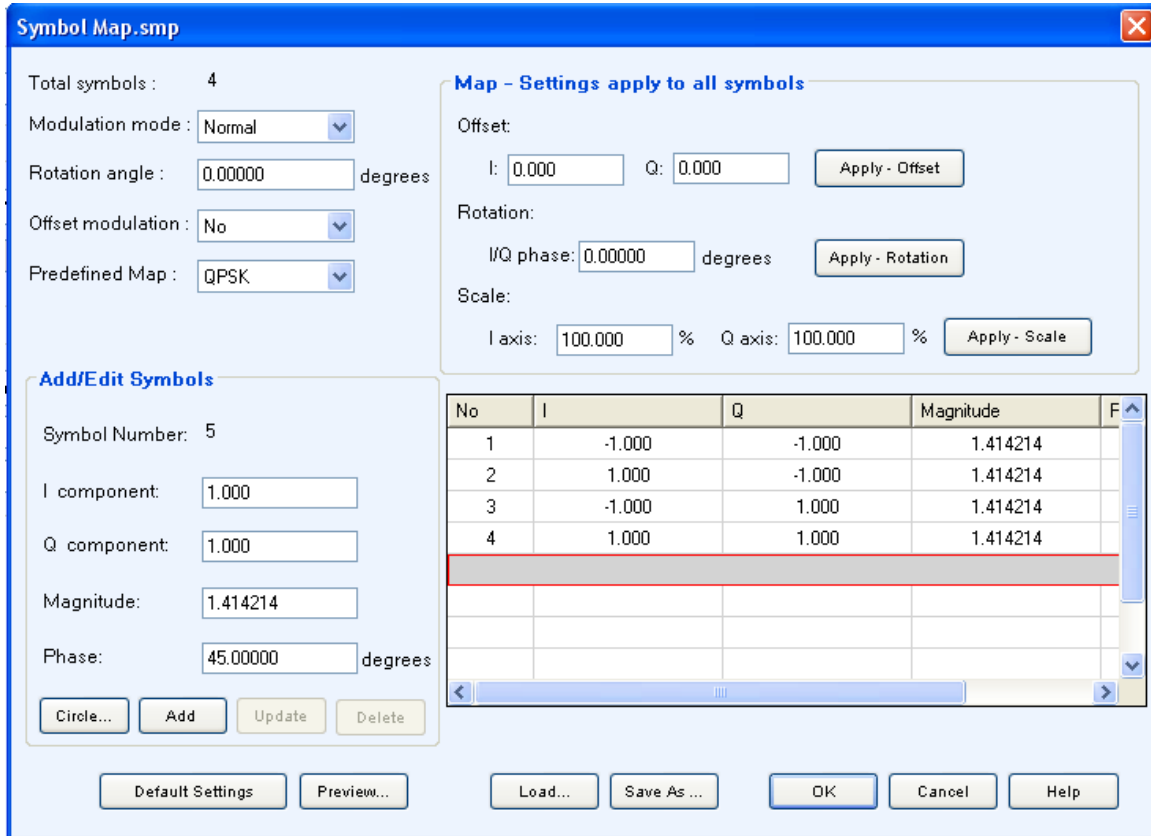 Symbol Map.smp
Total symbols : 4
Modulation mode : Normal
Rotation angle : 0.00000 degrees
Offset modulation : No
Predefined Map : QPSK
Map - Settings apply to all symbols
Offset:
I: 0.000 Q: 0.000 Apply - Offset
Rotation:
I/Q phase: 0.00000 degrees Apply - Rotation
Scale:
I axis: 100.000 % Q axis: 100.000 % Apply - Scale
Add/Edit Symbols
Symbol Number: 5
I component: 1.000
Q component: 1.000
Magnitude: 1.414214
Phase: 45.00000 degrees
Circle... Add Update Delete
No I Q Magnitude
1 -1.000 -1.000 1.414214
2 1.000 -1.000 1.414214
3 -1.000 1.000 1.414214
4 1.000 1.000 1.414214
Default Settings Preview... Load... Save As ... OK Cancel Help